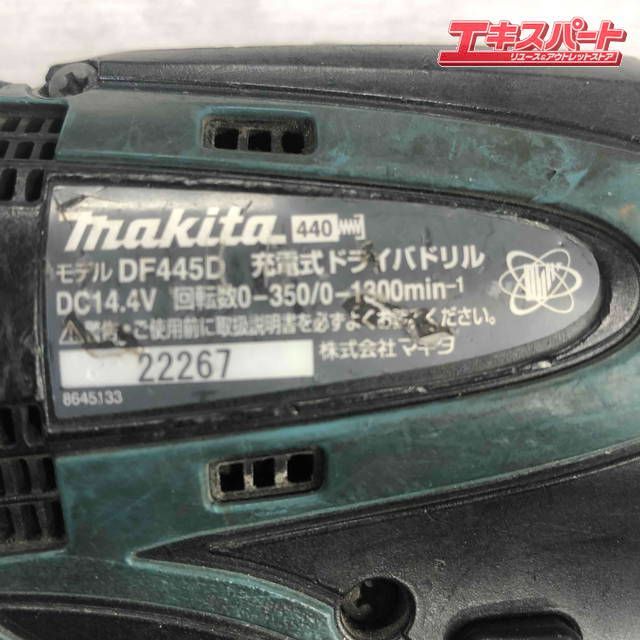 エキスパート
リユース&アウトレットストア
makita 440mm/s²
モデル DF445D 充電式ドライバドリル
DC14.4V 回転数0-350/0-1300min⁻¹
⚠警告・ご使用前に取扱説明書を必ずよくお読みください。
22267 株式会社マキタ
8645133